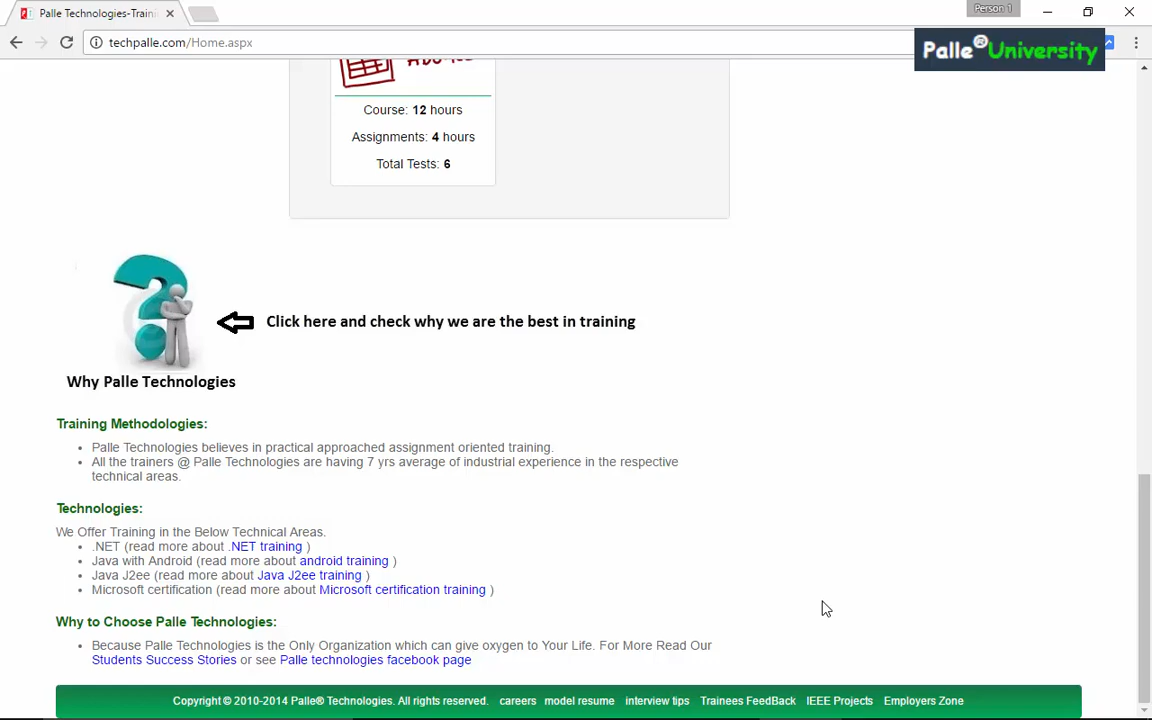 Palle Technologies-Traini
Person 1
techpalle.com/Home.aspx
Palle®University
Course: 12 hours
Assignments: 4 hours
Total Tests: 6
Click here and check why we are the best in training
Why Palle Technologies
Training Methodologies:
• Palle Technologies believes in practical approached assignment oriented training.
• All the trainers @ Palle Technologies are having 7 yrs average of industrial experience in the respective
technical areas.
Technologies:
We Offer Training in the Below Technical Areas.
• .NET (read more about .NET training )
• Java with Android (read more about android training )
• Java J2ee (read more about Java J2ee training )
• Microsoft certification (read more about Microsoft certification training )
Why to Choose Palle Technologies:
• Because Palle Technologies is the Only Organization which can give oxygen to Your Life. For More Read Our
Students Success Stories or see Palle technologies facebook page
Copyright © 2010-2014 Palle® Technologies. All rights reserved. careers model resume interview tips Trainees FeedBack IEEE Projects Employers Zone